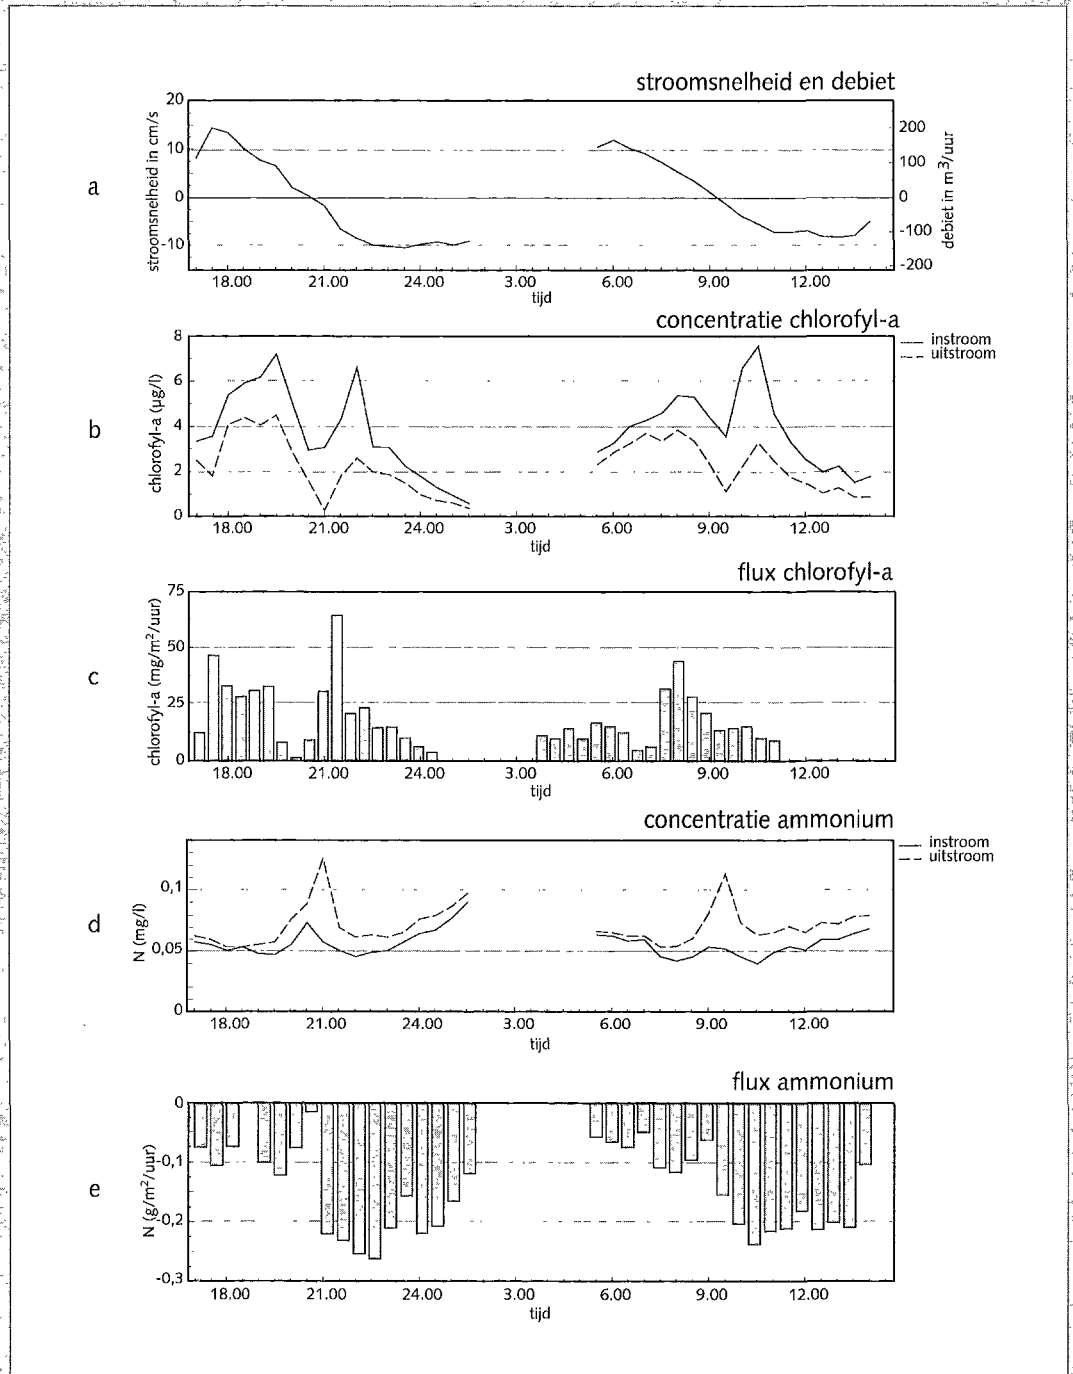 stroomsnelheid en debiet
a
stroomsnelheid in cm/s
20
10
0
-10
200
100
0
-100
-200
debiet in m³/uur
18.00 21.00 24.00 3.00 6.00 9.00 12.00
tijd
concentratie chlorofyl-a
instroom
uitstroom
b
chlorofyl-a (µg/l)
8
6
4
2
0
18.00 21.00 24.00 3.00 6.00 9.00 12.00
tijd
flux chlorofyl-a
c
chlorofyl-a (mg/m²/uur)
75
50
25
0
18.00 21.00 24.00 3.00 6.00 9.00 12.00
tijd
concentratie ammonium
instroom
uitstroom
d
N (mg/l)
0,1
0,05
0
18.00 21.00 24.00 3.00 6.00 9.00 12.00
tijd
flux ammonium
e
N (g/m²/uur)
0
-0,1
-0,2
-0,3
18.00 21.00 24.00 3.00 6.00 9.00 12.00
tijd